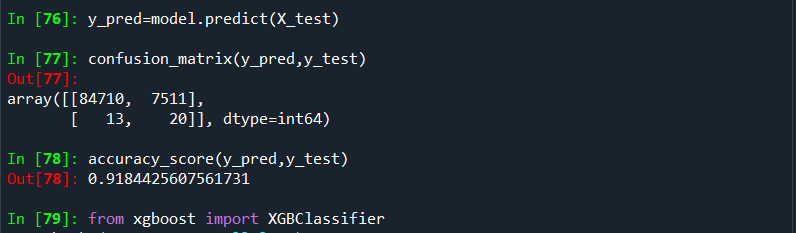 In [76]: y_pred=model.predict(X_test)
In [77]: confusion_matrix(y_pred,y_test)
Out[77]:
array([[84710,  7511],
       [   13,    20]], dtype=int64)
In [78]: accuracy_score(y_pred,y_test)
Out[78]: 0.9184425607561731
In [79]: from xgboost import XGBClassifier